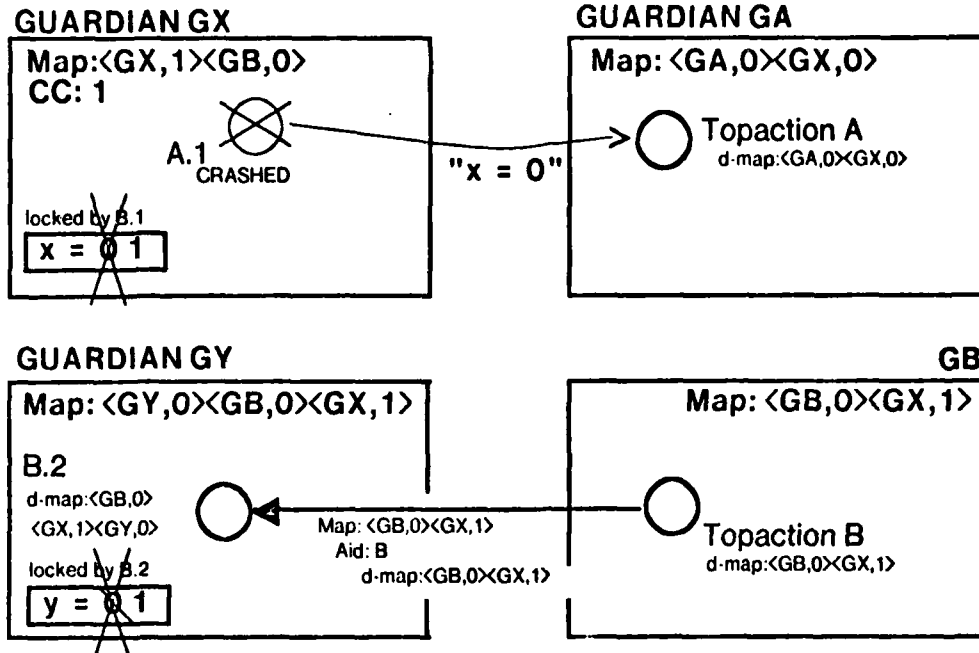 GUARDIAN GX
Map:<GX,1><GB,0>
CC: 1
A.1
CRASHED
locked by B.1
x = 0 1
"x = 0"
GUARDIAN GA
Map: <GA,0><GX,0>
Topaction A
d-map:<GA,0><GX,0>
GUARDIAN GY
Map: <GY,0><GB,0><GX,1>
B.2
d-map:<GB,0>
<GX,1><GY,0>
locked by B.2
y = 0 1
Map: <GB,0><GX,1>
Aid: B
d-map:<GB,0><GX,1>
GB
Map: <GB,0><GX,1>
Topaction B
d-map:<GB,0><GX,1>